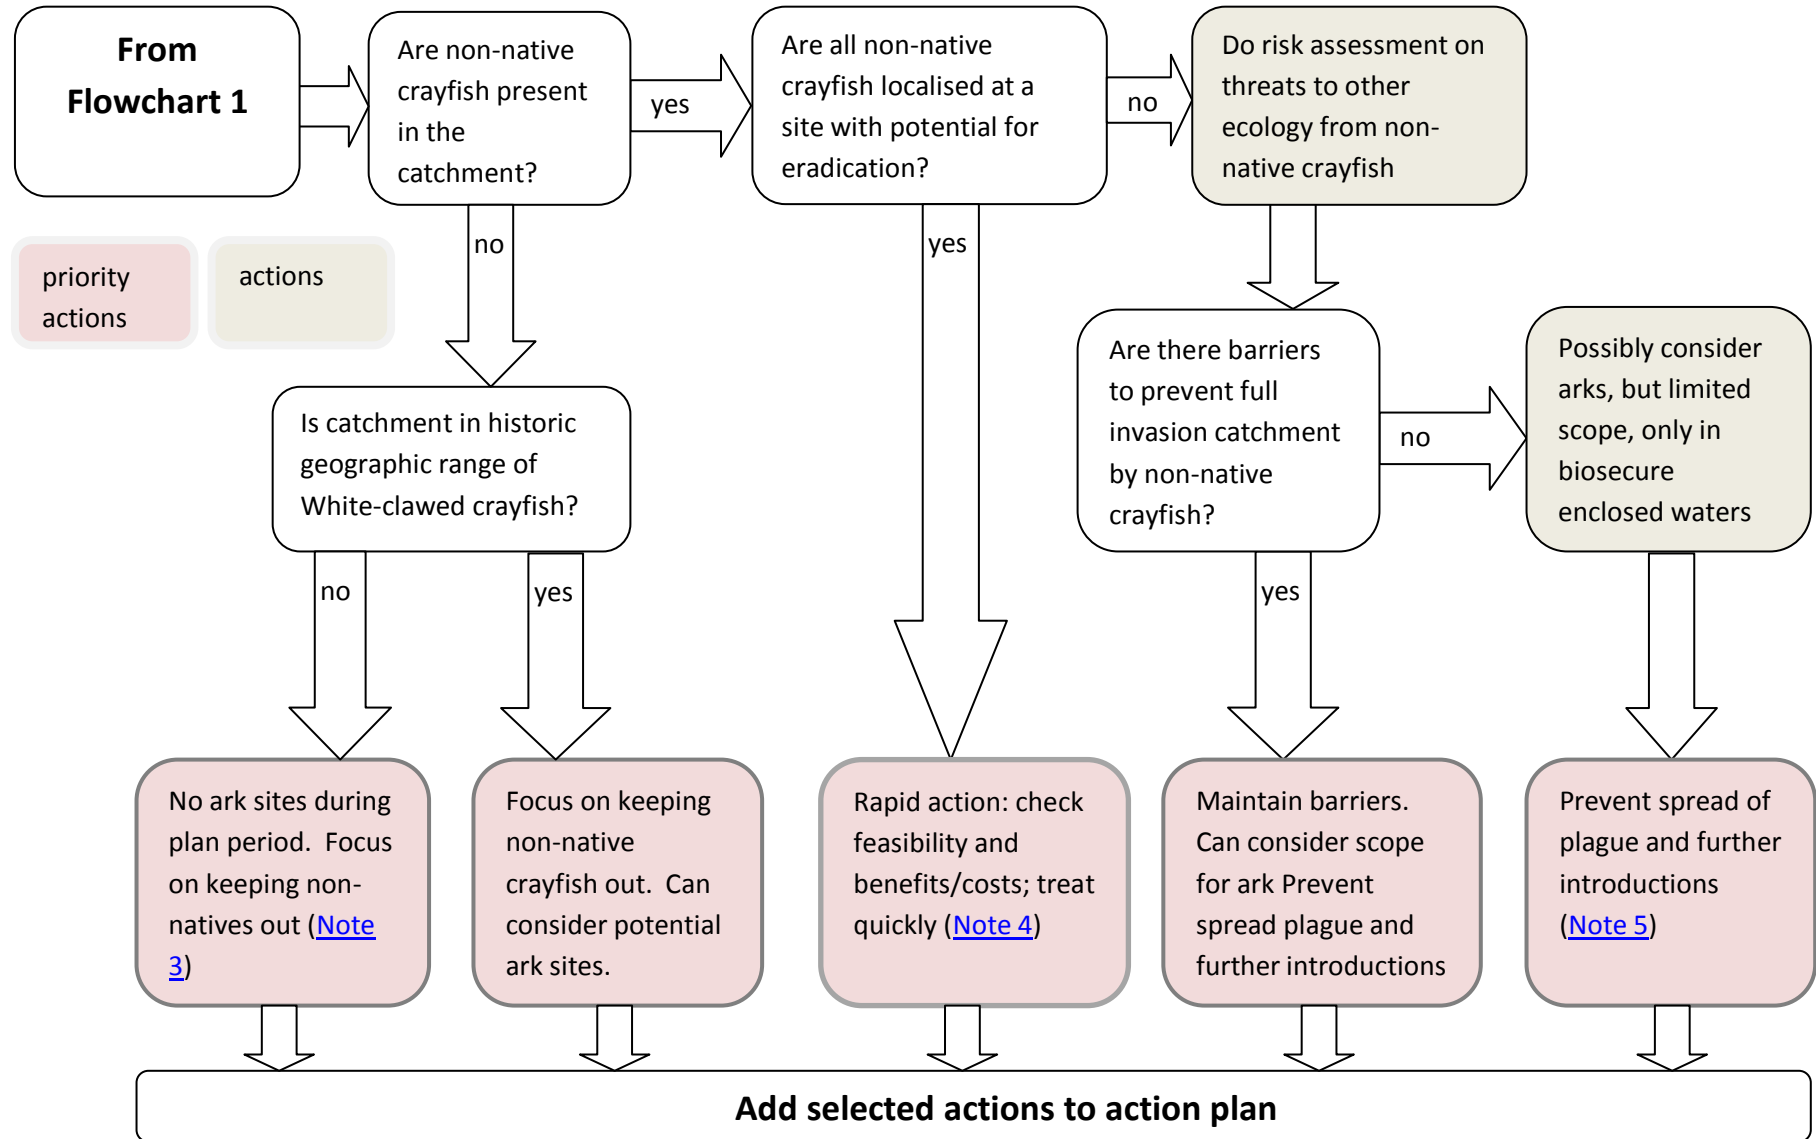 From
Flowchart 1
Are non-native
crayfish present
in the
catchment?
yes
Are all non-native
crayfish localised at a
site with potential for
eradication?
no
Do risk assessment on
threats to other
ecology from non-
native crayfish
priority
actions
actions
no
yes
Is catchment in historic
geographic range of
White-clawed crayfish?
Are there barriers
to prevent full
invasion catchment
by non-native
crayfish?
no
Possibly consider
arks, but limited
scope, only in
biosecure
enclosed waters
no
yes
yes
No ark sites during
plan period.  Focus
on keeping non-
natives out (Note
3)
Focus on keeping
non-native
crayfish out.  Can
consider potential
ark sites.
Rapid action: check
feasibility and
benefits/costs; treat
quickly (Note 4)
Maintain barriers.
Can consider scope
for ark Prevent
spread plague and
further introductions
Prevent spread of
plague and further
introductions
(Note 5)
Add selected actions to action plan